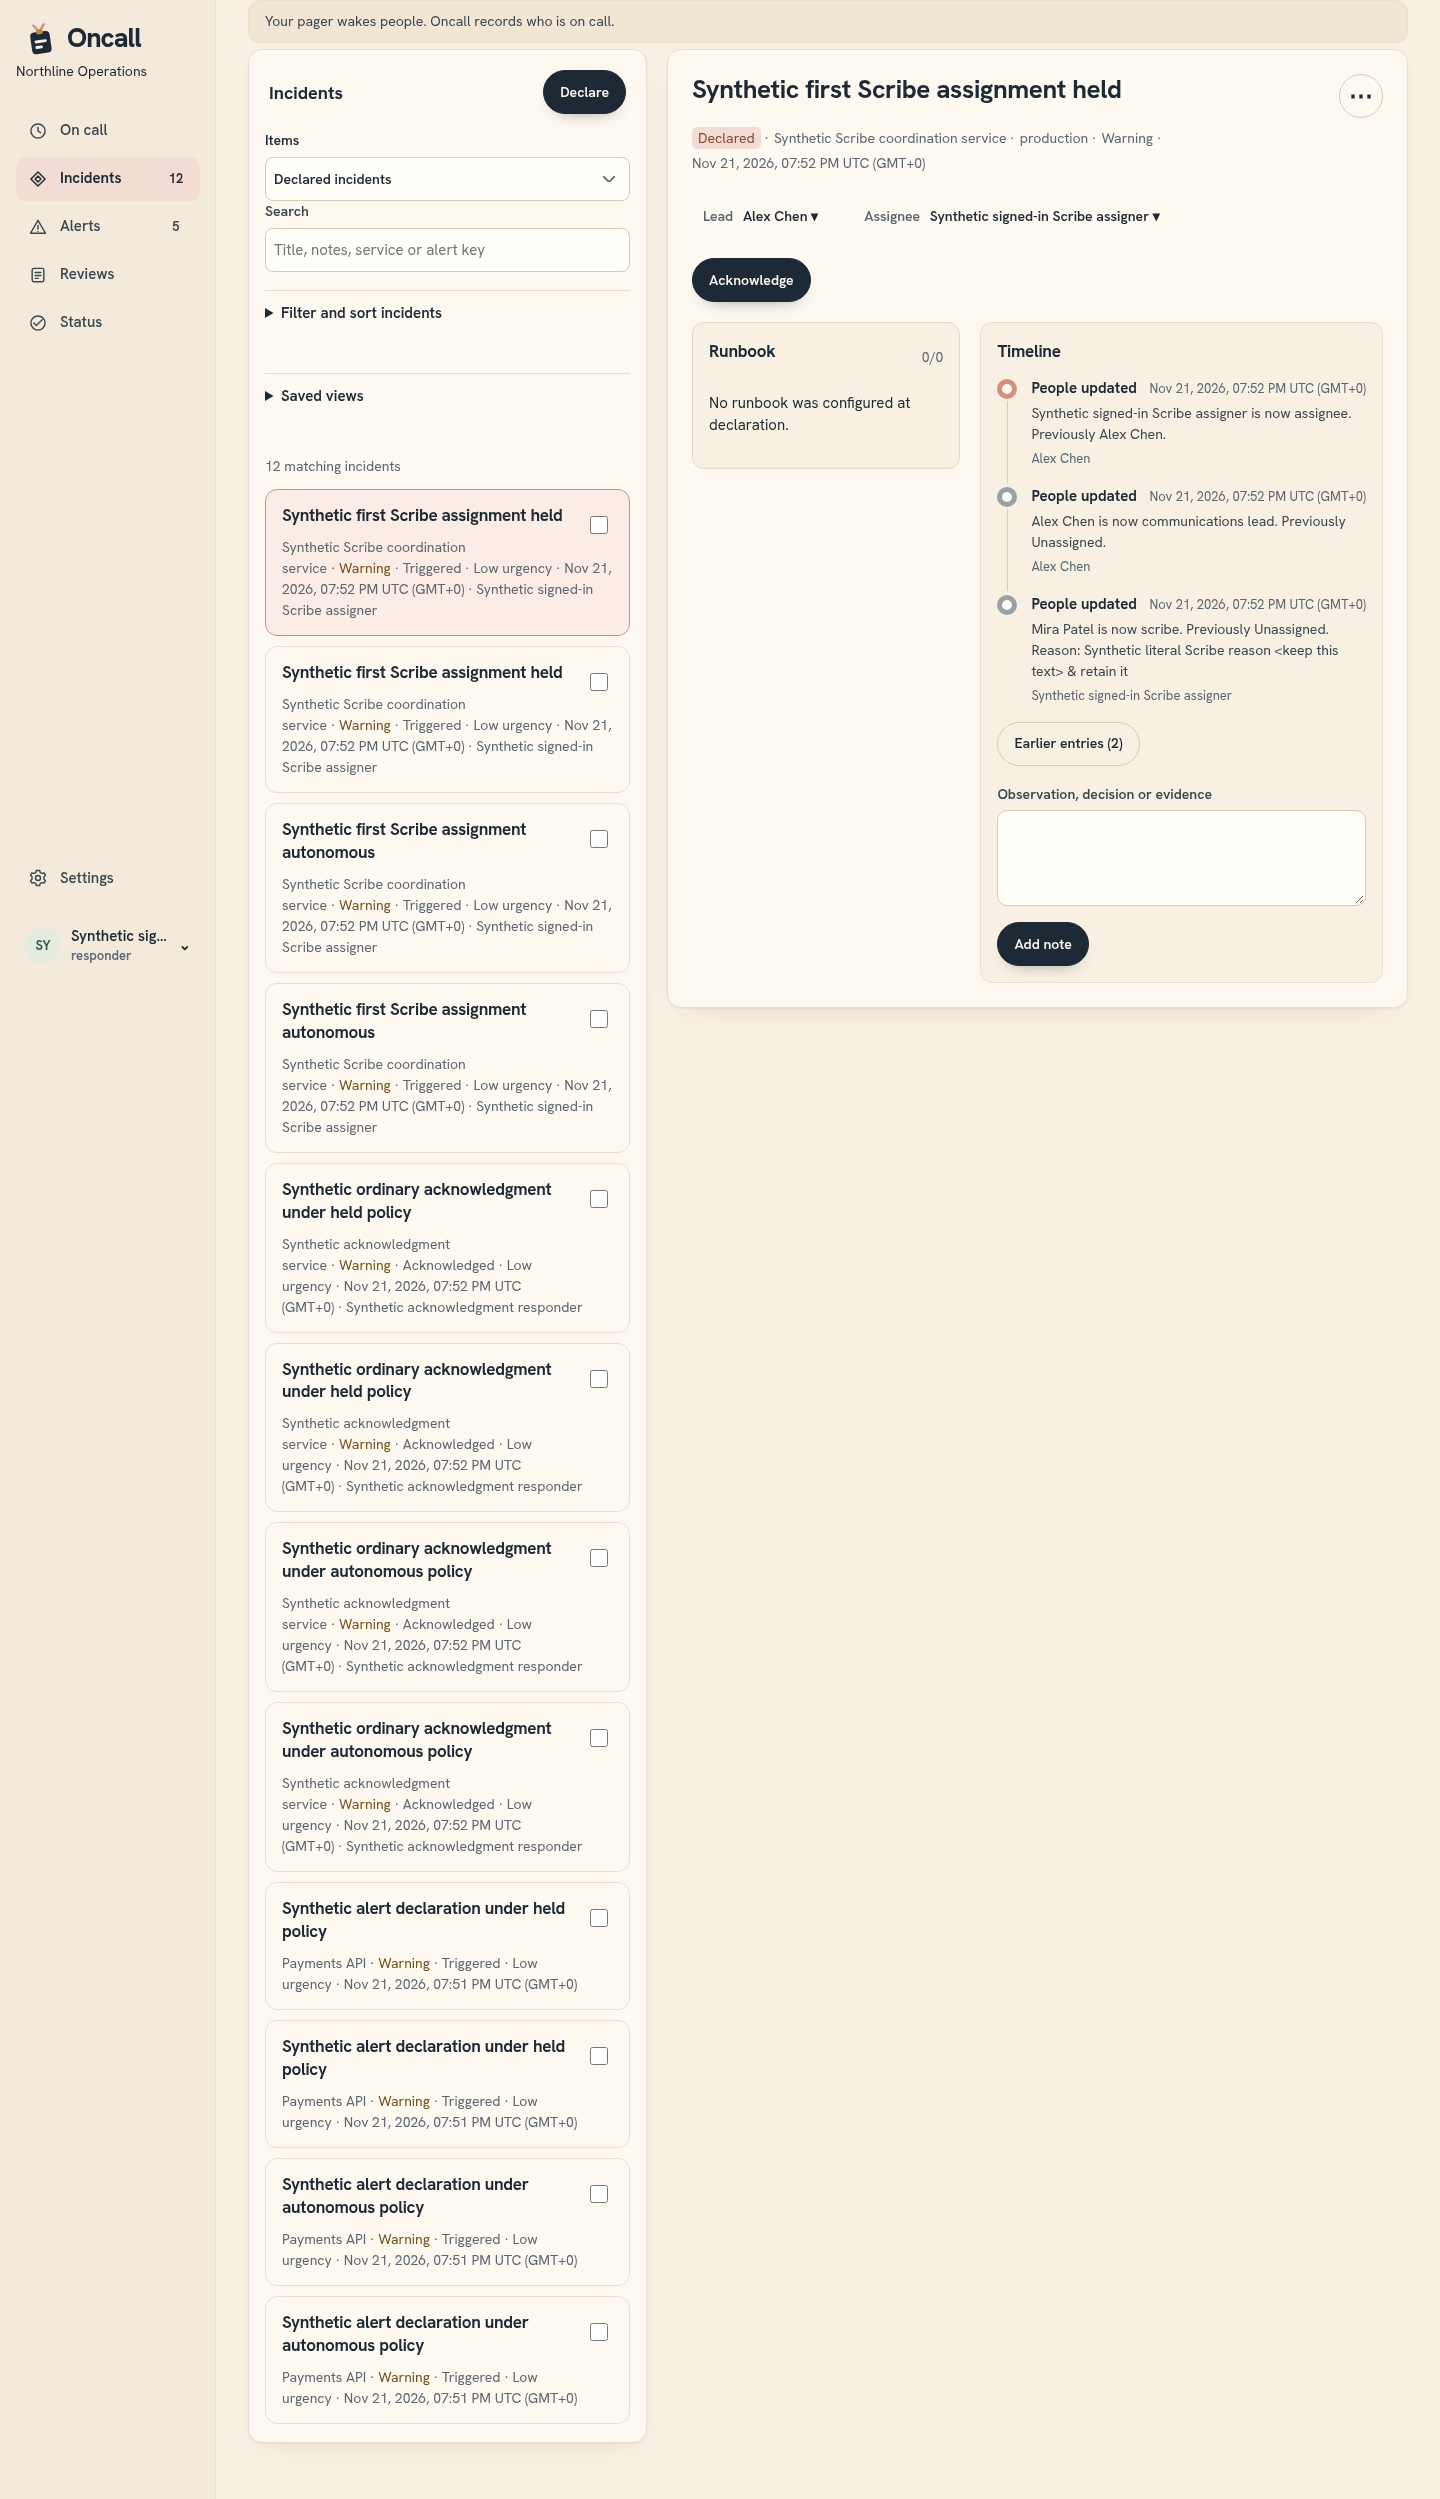 Oncall
Northline Operations
On call
Incidents 12
Alerts 5
Reviews
Status
Settings
SY
Synthetic sig...
responder
Your pager wakes people. Oncall records who is on call.
Incidents
Declare
Items
Declared incidents
Search
Title, notes, service or alert key
Filter and sort incidents
Saved views
12 matching incidents
Synthetic first Scribe assignment held
Synthetic Scribe coordination
service · Warning · Triggered · Low urgency · Nov 21,
2026, 07:52 PM UTC (GMT+0) · Synthetic signed-in
Scribe assigner
Synthetic first Scribe assignment held
Synthetic Scribe coordination
service · Warning · Triggered · Low urgency · Nov 21,
2026, 07:52 PM UTC (GMT+0) · Synthetic signed-in
Scribe assigner
Synthetic first Scribe assignment
autonomous
Synthetic Scribe coordination
service · Warning · Triggered · Low urgency · Nov 21,
2026, 07:52 PM UTC (GMT+0) · Synthetic signed-in
Scribe assigner
Synthetic first Scribe assignment
autonomous
Synthetic Scribe coordination
service · Warning · Triggered · Low urgency · Nov 21,
2026, 07:52 PM UTC (GMT+0) · Synthetic signed-in
Scribe assigner
Synthetic ordinary acknowledgment
under held policy
Synthetic acknowledgment
service · Warning · Acknowledged · Low
urgency · Nov 21, 2026, 07:52 PM UTC
(GMT+0) · Synthetic acknowledgment responder
Synthetic ordinary acknowledgment
under held policy
Synthetic acknowledgment
service · Warning · Acknowledged · Low
urgency · Nov 21, 2026, 07:52 PM UTC
(GMT+0) · Synthetic acknowledgment responder
Synthetic ordinary acknowledgment
under autonomous policy
Synthetic acknowledgment
service · Warning · Acknowledged · Low
urgency · Nov 21, 2026, 07:52 PM UTC
(GMT+0) · Synthetic acknowledgment responder
Synthetic ordinary acknowledgment
under autonomous policy
Synthetic acknowledgment
service · Warning · Acknowledged · Low
urgency · Nov 21, 2026, 07:52 PM UTC
(GMT+0) · Synthetic acknowledgment responder
Synthetic alert declaration under held
policy
Payments API · Warning · Triggered · Low
urgency · Nov 21, 2026, 07:51 PM UTC (GMT+0)
Synthetic alert declaration under held
policy
Payments API · Warning · Triggered · Low
urgency · Nov 21, 2026, 07:51 PM UTC (GMT+0)
Synthetic alert declaration under
autonomous policy
Payments API · Warning · Triggered · Low
urgency · Nov 21, 2026, 07:51 PM UTC (GMT+0)
Synthetic alert declaration under
autonomous policy
Payments API · Warning · Triggered · Low
urgency · Nov 21, 2026, 07:51 PM UTC (GMT+0)
Synthetic first Scribe assignment held
Declared · Synthetic Scribe coordination service · production · Warning ·
Nov 21, 2026, 07:52 PM UTC (GMT+0)
Lead Alex Chen ▾ Assignee Synthetic signed-in Scribe assigner ▾
Acknowledge
Runbook 0/0
No runbook was configured at
declaration.
Timeline
People updated Nov 21, 2026, 07:52 PM UTC (GMT+0)
Synthetic signed-in Scribe assigner is now assignee.
Previously Alex Chen.
Alex Chen
People updated Nov 21, 2026, 07:52 PM UTC (GMT+0)
Alex Chen is now communications lead. Previously
Unassigned.
Alex Chen
People updated Nov 21, 2026, 07:52 PM UTC (GMT+0)
Mira Patel is now scribe. Previously Unassigned.
Reason: Synthetic literal Scribe reason <keep this
text> & retain it
Synthetic signed-in Scribe assigner
Earlier entries (2)
Observation, decision or evidence
Add note